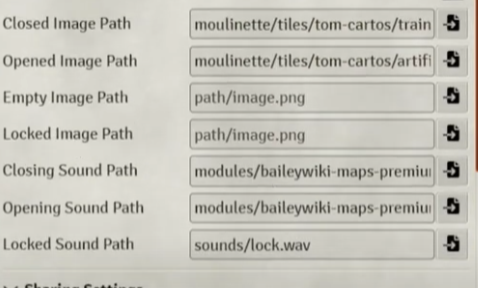 Closed Image Path moulinette/tiles/tom-cartos/train
Opened Image Path moulinette/tiles/tom-cartos/artifi
Empty Image Path path/image.png
Locked Image Path path/image.png
Closing Sound Path modules/baileywiki-maps-premiu
Opening Sound Path modules/baileywiki-maps-premiu
Locked Sound Path sounds/lock.wav
Sharing Settings